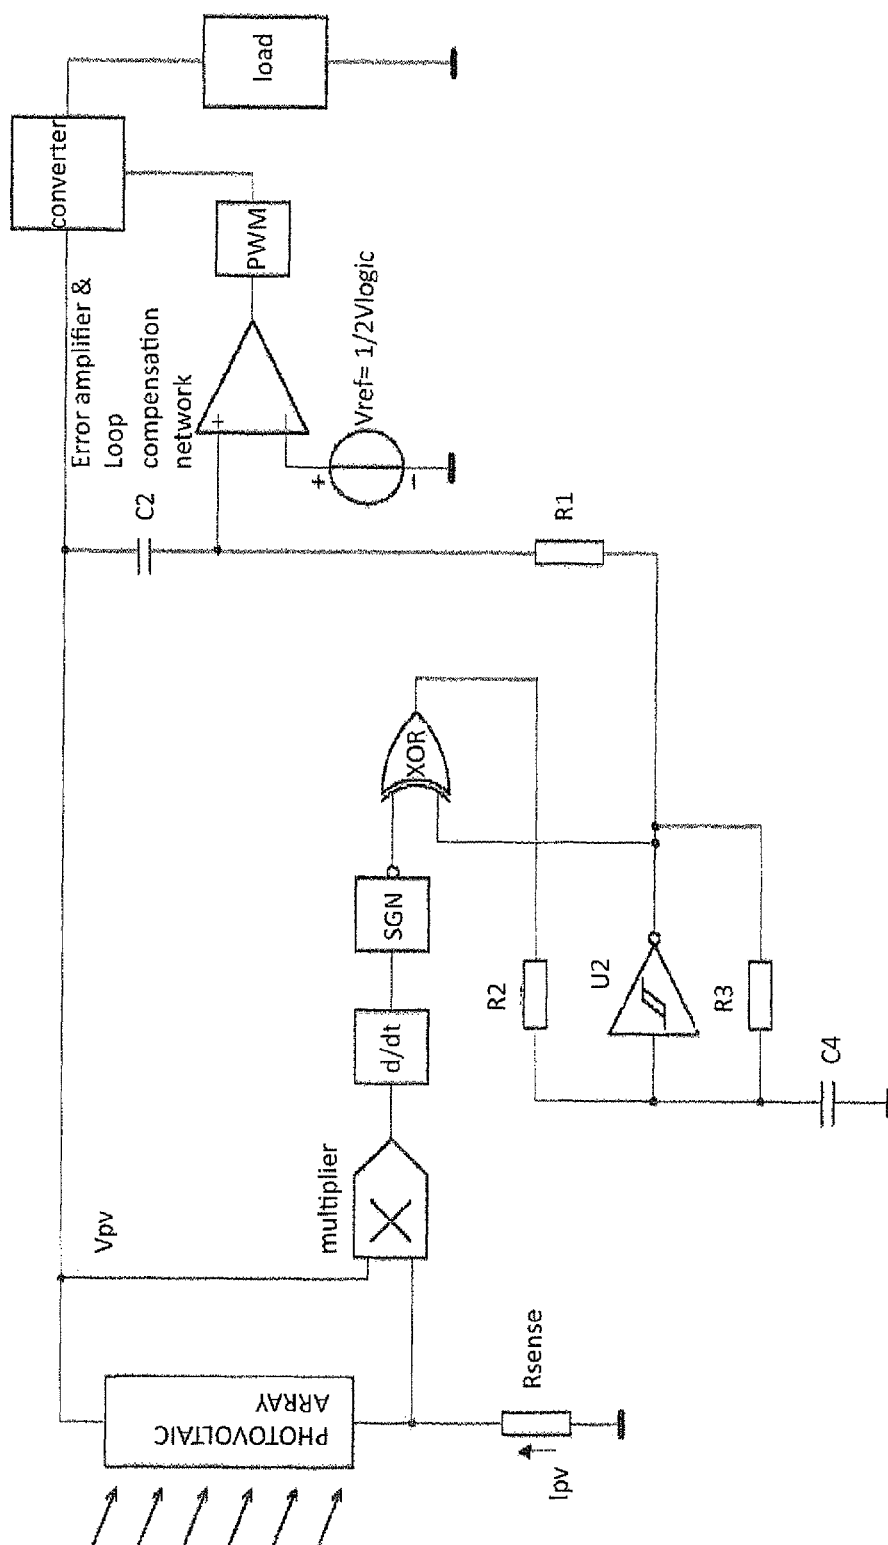 PHOTOVOLTAIC
ARRAY
Ipv
Rsense
Vpv
multiplier
d/dt
SGN
XOR
R2
U2
R3
C4
R1
C2
Error amplifier &
Loop
compensation
network
+
-
+
-
Vref= 1/2Vlogic
PWM
converter
load